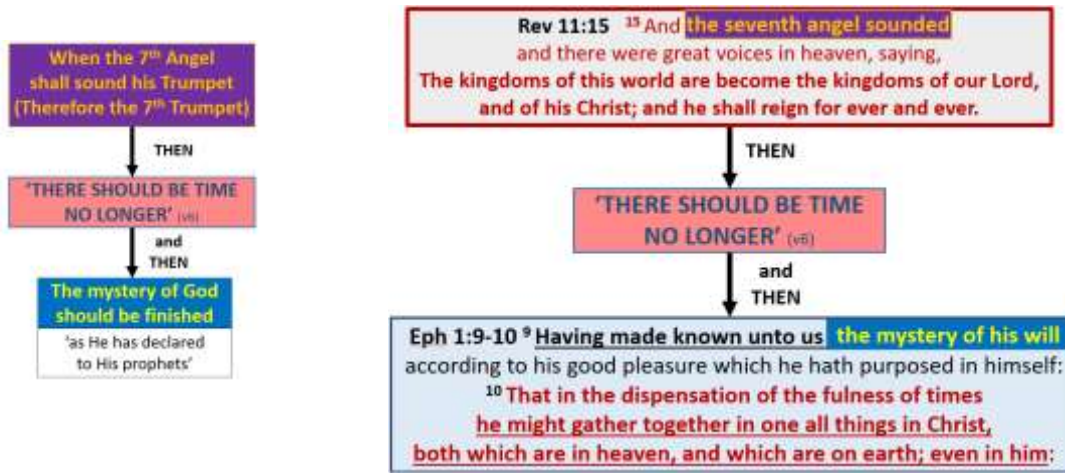 When the 7th Angel
shall sound his Trumpet
(Therefore the 7th Trumpet)
THEN
‘THERE SHOULD BE TIME
NO LONGER’ (v6)
and
THEN
The mystery of God
should be finished
‘as He has declared
to His prophets’
Rev 11:15 15 And the seventh angel sounded
and there were great voices in heaven, saying,
The kingdoms of this world are become the kingdoms of our Lord,
and of his Christ; and he shall reign for ever and ever.
THEN
‘THERE SHOULD BE TIME
NO LONGER’ (v6)
and
THEN
Eph 1:9-10 9 Having made known unto us the mystery of his will
according to his good pleasure which he hath purposed in himself:
10 That in the dispensation of the fulness of times
he might gather together in one all things in Christ,
both which are in heaven, and which are on earth; even in him: